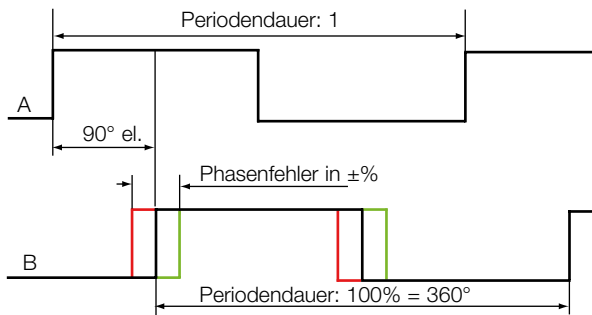 Periodendauer: 1
A
90° el.
Phasenfehler in ±%
B
Periodendauer: 100% = 360°